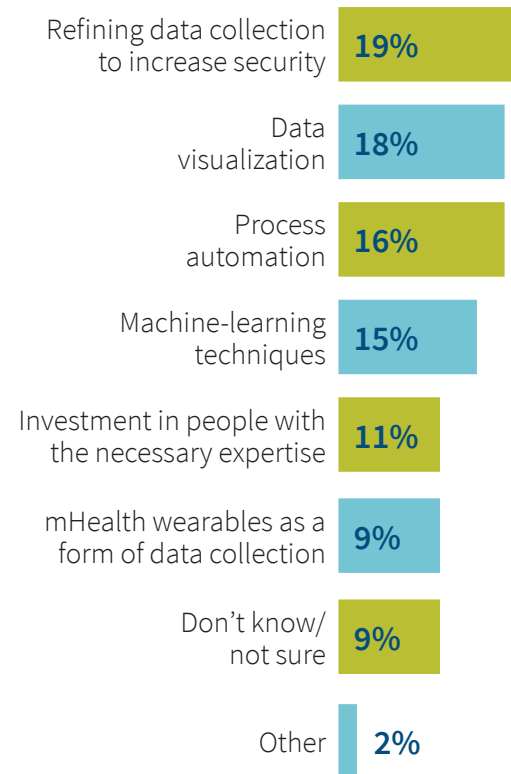 Refining data collection
to increase security
19%
Data
visualization
18%
Process
automation
16%
Machine-learning
techniques
15%
Investment in people with
the necessary expertise
11%
mHealth wearables as a
form of data collection
9%
Don’t know/
not sure
9%
Other
2%